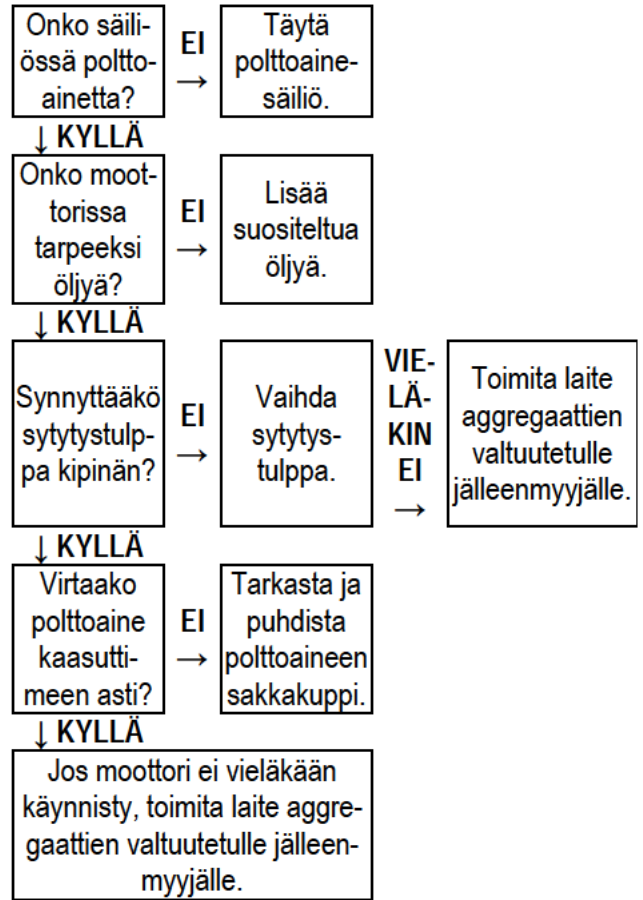 Onko säili-
össä poltto-
ainetta?
EI
→
Täytä
polttoaine-
säiliö.
↓ KYLLÄ
Onko moot-
torissa
tarpeeksi
öljyä?
EI
→
Lisää
suositeltua
öljyä.
↓ KYLLÄ
Synnyttääkö
sytytystulp-
pa kipinän?
EI
→
Vaihda
sytytys-
tulppa.
VIE-
LÄ-
KIN
EI
→
Toimita laite
aggregaattien
valtuutetulle
jälleenmyyjälle.
↓ KYLLÄ
Virtaako
polttoaine
kaasutti-
meen asti?
EI
→
Tarkasta ja
puhdista
polttoaineen
sakkakuppi.
↓ KYLLÄ
Jos moottori ei vieläkään
käynnisty, toimita laite aggre-
gaattien valtuutetulle jälleen-
myyjälle.